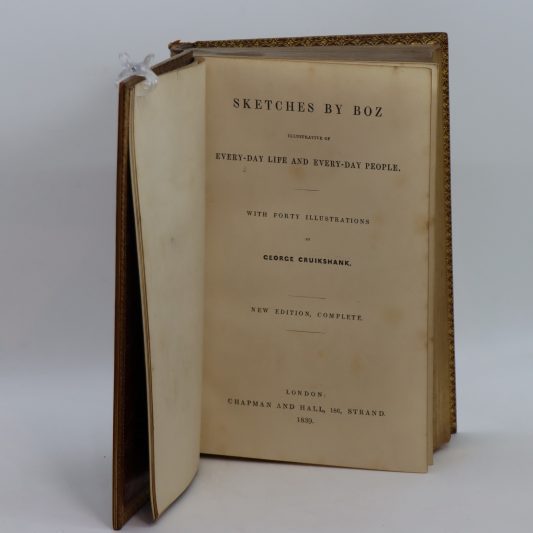 SKETCHES BY BOZ
ILLUSTRATIVE OF
EVERY-DAY LIFE AND EVERY-DAY PEOPLE.
WITH FORTY ILLUSTRATIONS
BY
GEORGE CRUIKSHANK.
NEW EDITION, COMPLETE.
LONDON:
CHAPMAN AND HALL, 186, STRAND.
1839.